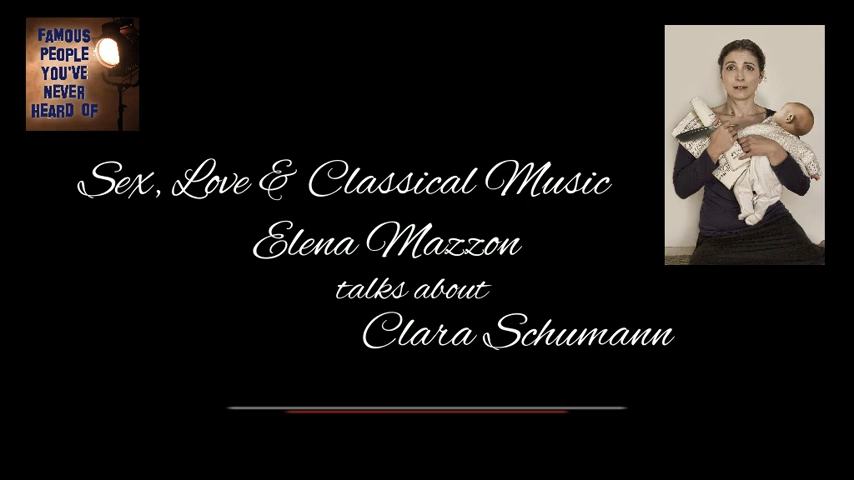 FAMOUS
PEOPLE
YOU'VE
NEVER
HEARD OF
Sex, Love & Classical Music
Elena Mazzon
talks about
Clara Schumann